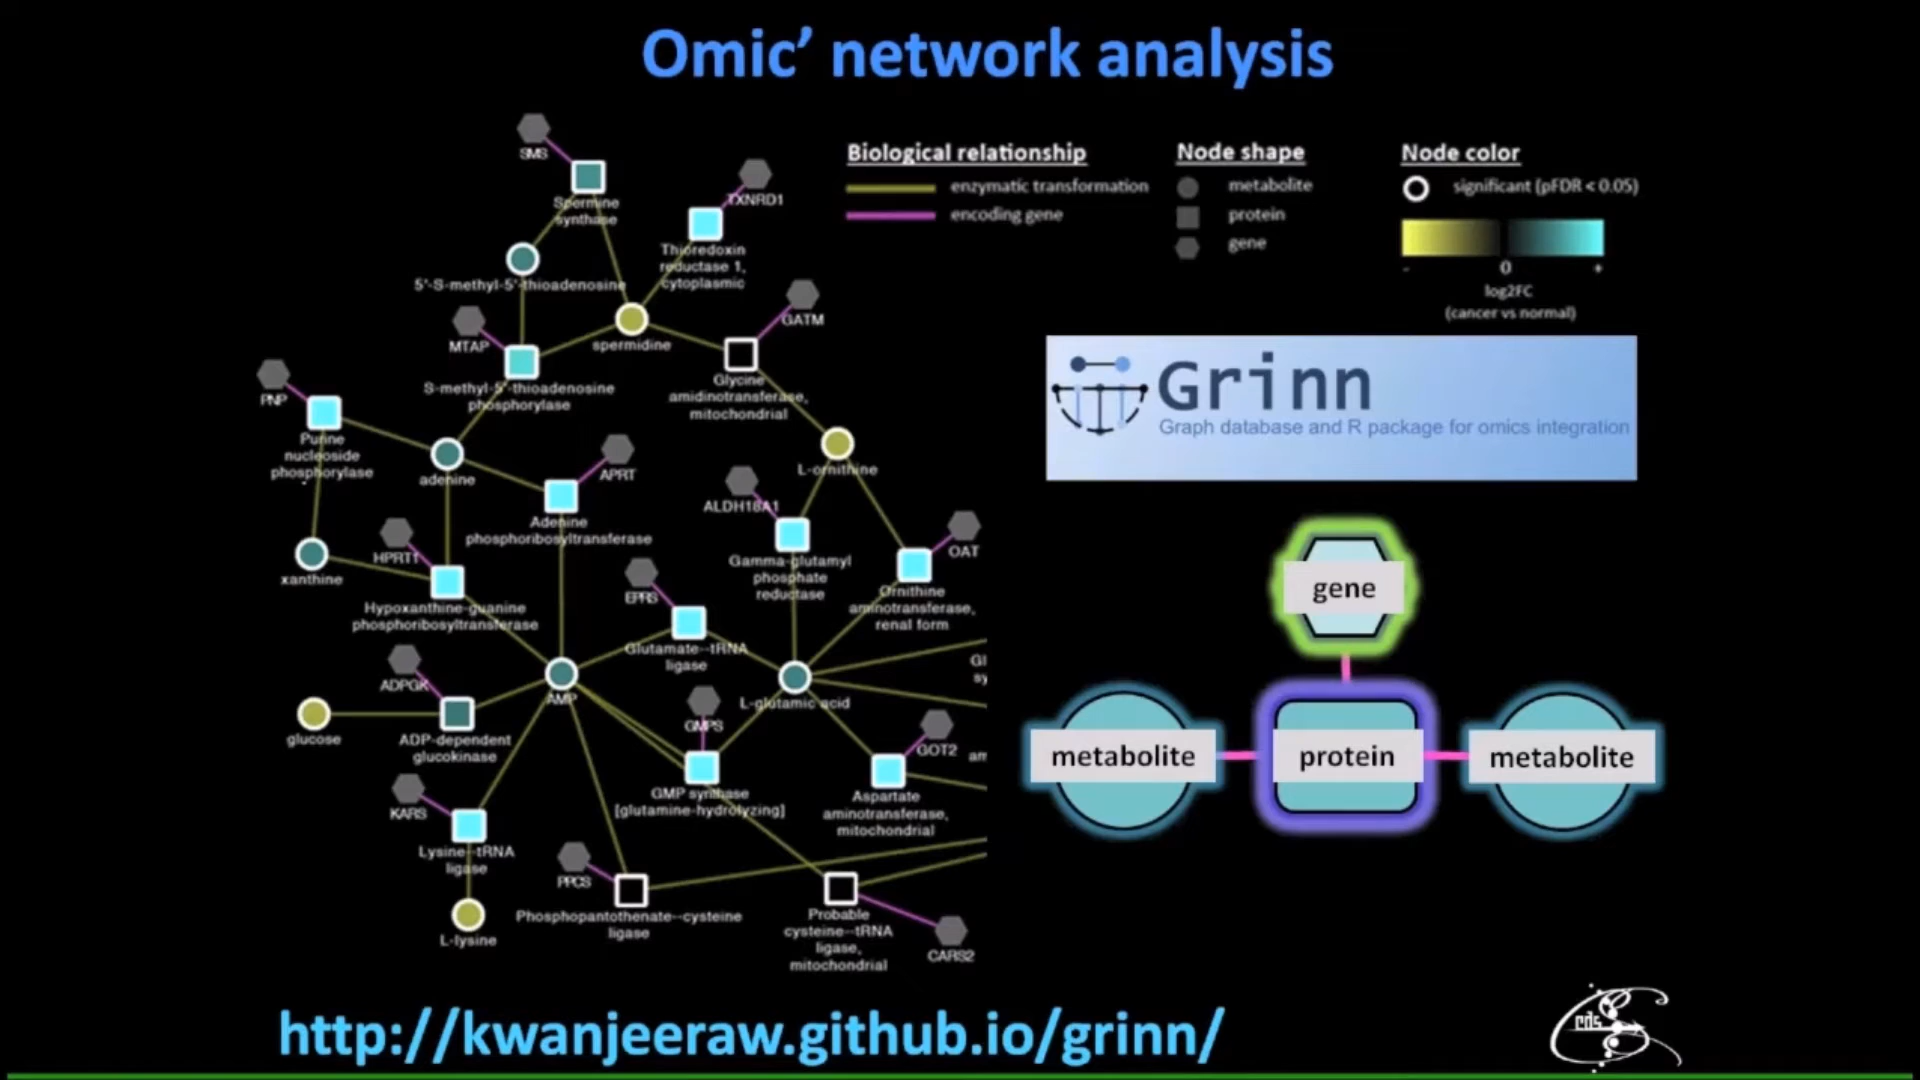 Omic’ network analysis
SMS
Spermine
synthase
TXNRD1
Thioredoxin
reductase 1,
cytoplasmic
5'-S-methyl-5'-thioadenosine
spermidine
GATM
MTAP
S-methyl-5'-thioadenosine
phosphorylase
Glycine
amidinotransferase,
mitochondrial
PNP
Purine
nucleoside
phosphorylase
adenine
APRT
Adenine
phosphoribosyltransferase
L-ornithine
ALDH18A1
Gamma-glutamyl
phosphate
reductase
OAT
Ornithine
aminotransferase,
renal form
xanthine
HPRT1
Hypoxanthine-guanine
phosphoribosyltransferase
EPRS
Glutamate--tRNA
ligase
AMP
L-glutamic acid
Gl
sy
ADPGK
glucose
ADP-dependent
glucokinase
GMPS
GMP synthase
[glutamine-hydrolyzing]
GOT2
am
Aspartate
aminotransferase,
mitochondrial
KARS
Lysine--tRNA
ligase
L-lysine
PPCS
Phosphopantothenate--cysteine
ligase
Probable
cysteine--tRNA
ligase,
mitochondrial
CARS2
Biological relationship
enzymatic transformation
encoding gene
Node shape
metabolite
protein
gene
Node color
significant (pFDR < 0.05)
- 0 +
log2FC
(cancer vs normal)
Grinn
Graph database and R package for omics integration
gene
metabolite protein metabolite
http://kwanjeeraw.github.io/grinn/